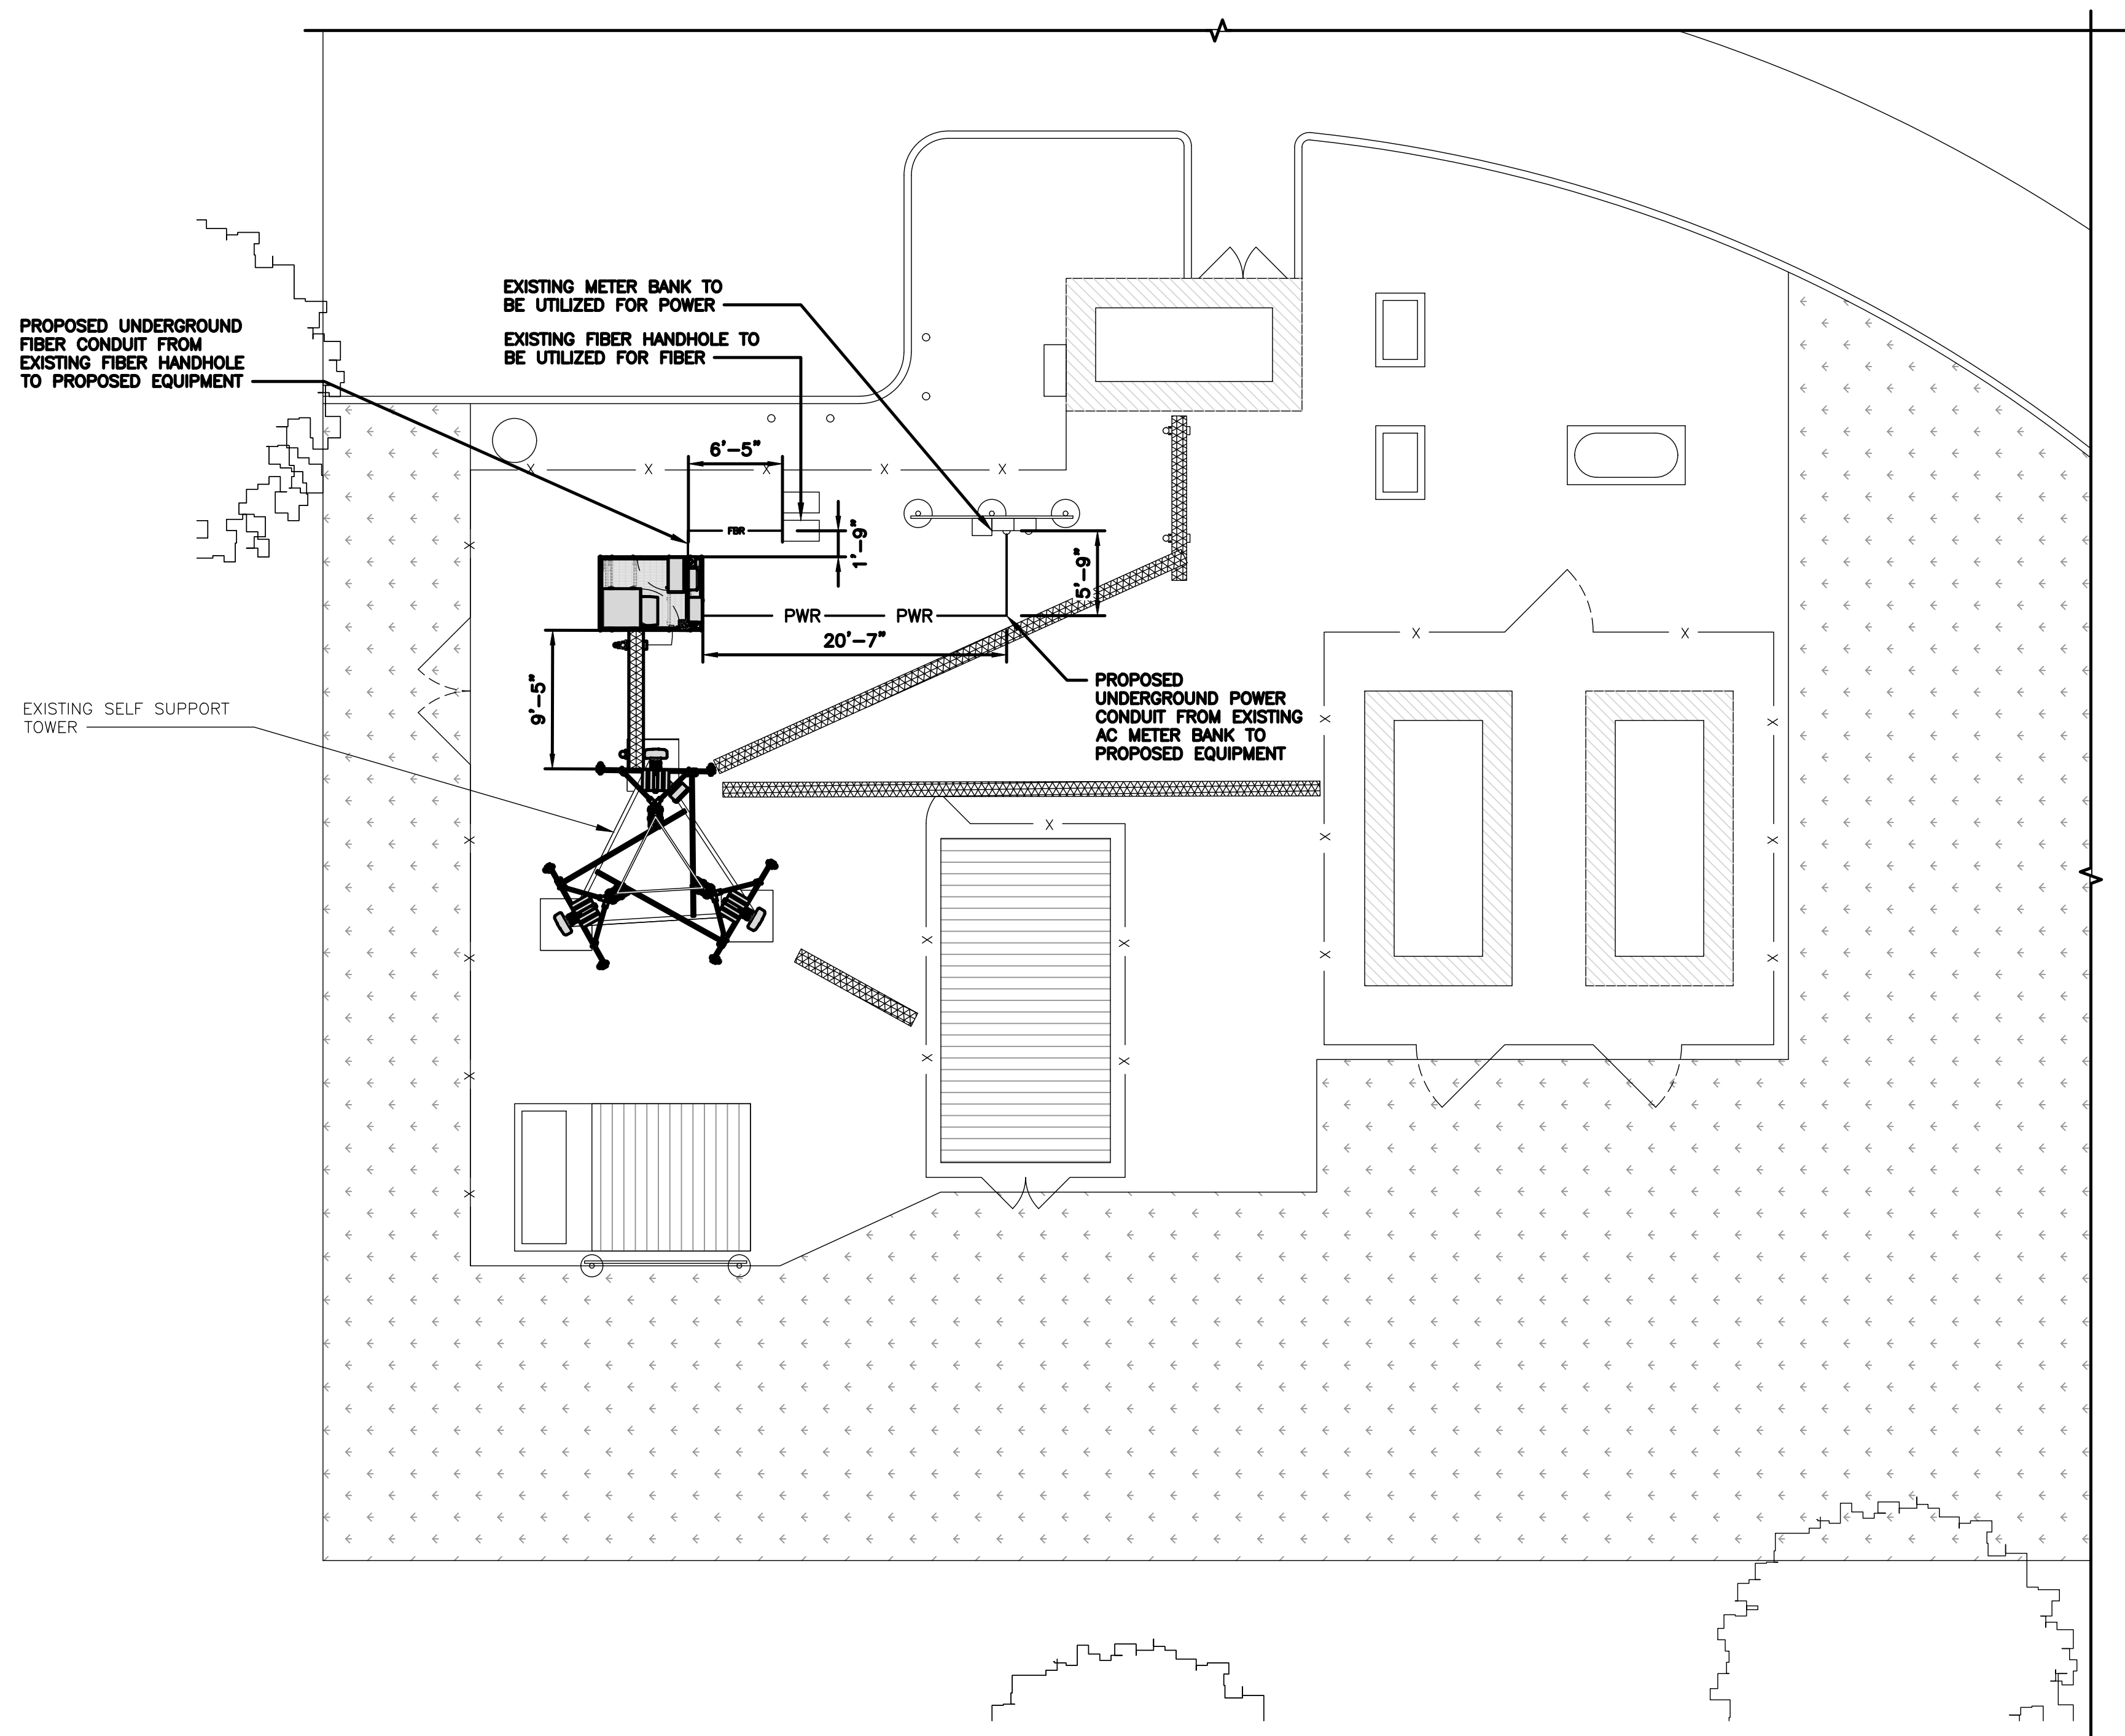 EXISTING METER BANK TO
BE UTILIZED FOR POWER
PROPOSED UNDERGROUND
FIBER CONDUIT FROM
EXISTING FIBER HANDHOLE
TO PROPOSED EQUIPMENT
EXISTING FIBER HANDHOLE TO
BE UTILIZED FOR FIBER
6'-5"
X X X X X
FBR
1'-9"
5'-9"
X
PWR PWR
20'-7"
X X
9'-5"
PROPOSED
UNDERGROUND POWER
CONDUIT FROM EXISTING
AC METER BANK TO
PROPOSED EQUIPMENT
EXISTING SELF SUPPORT
TOWER
X X
X
X X X
X X
X X X X X
X X
X
X